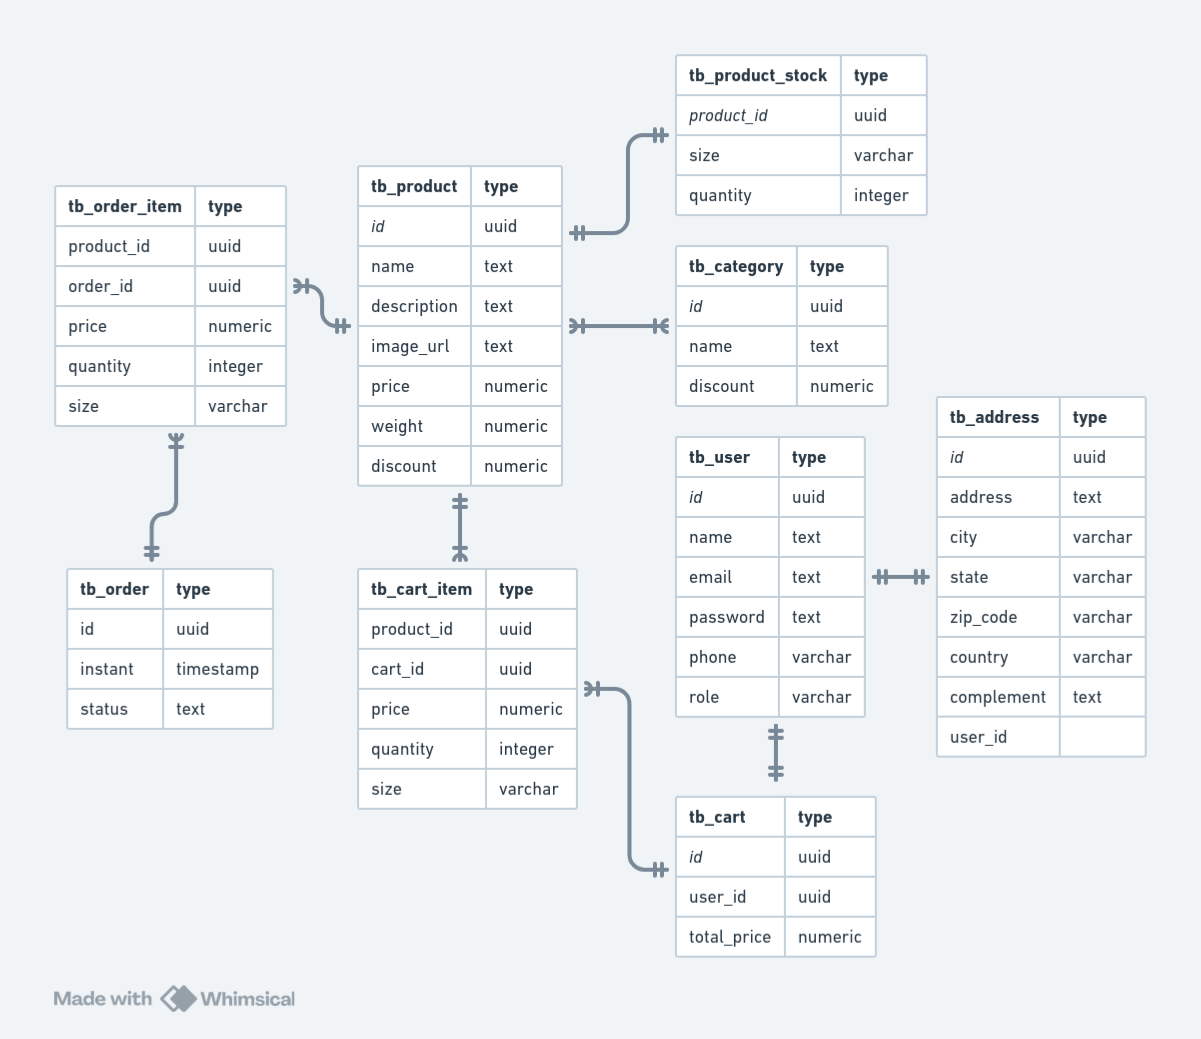 tb_product_stock type
product_id uuid
size varchar
quantity integer
tb_product type
id uuid
name text
description text
image_url text
price numeric
weight numeric
discount numeric
tb_order_item type
product_id uuid
order_id uuid
price numeric
quantity integer
size varchar
tb_category type
id uuid
name text
discount numeric
tb_address type
id uuid
address text
city varchar
state varchar
zip_code varchar
country varchar
complement text
user_id
tb_user type
id uuid
name text
email text
password text
phone varchar
role varchar
tb_order type
id uuid
instant timestamp
status text
tb_cart_item type
product_id uuid
cart_id uuid
price numeric
quantity integer
size varchar
tb_cart type
id uuid
user_id uuid
total_price numeric
Made with Whimsical